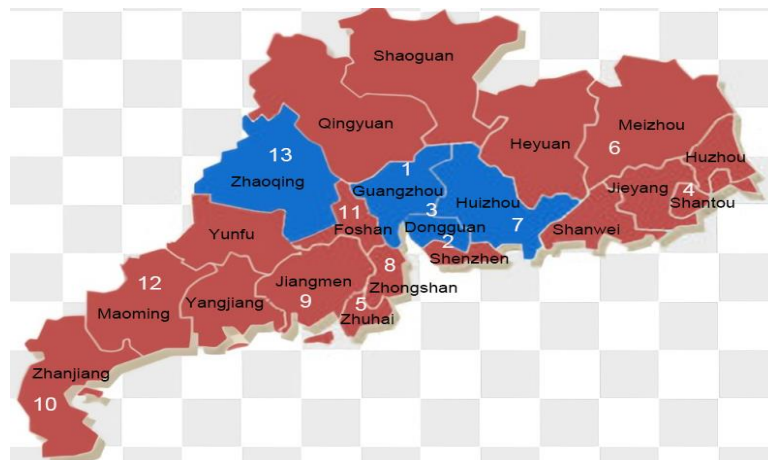 Shaoguan
Qingyuan
Heyuan
Meizhou
6
Huzhou
13
Zhaoqing
1
Guangzhou
Huizhou
3
Dongguan
7
Jieyang
4
Shantou
11
Foshan
2
Shenzhen
Shanwei
Yunfu
8
Zhongshan
Jiangmen
9
5
Zhuhai
12
Maoming
Yangjiang
Zhanjiang
10